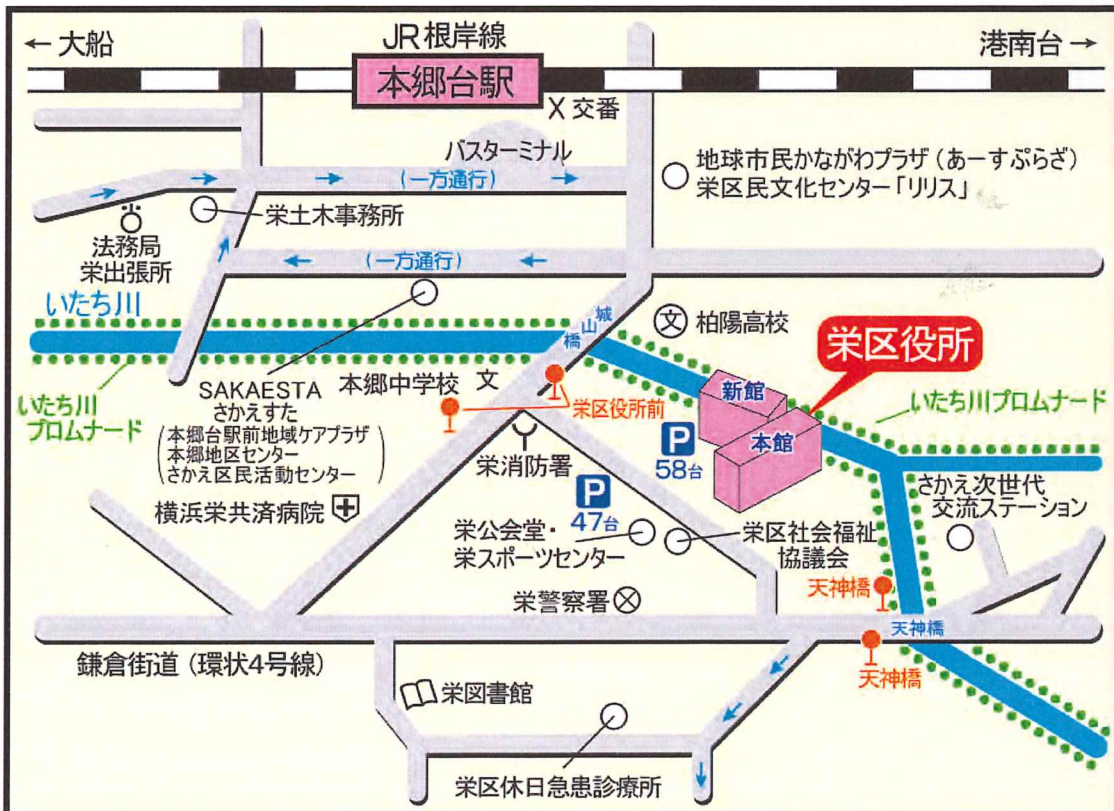 ← 大船
JR根岸線
港南台 →
本郷台駅
X 交番
バスターミナル
(一方通行)
地球市民かながわプラザ (あーすぷらざ)
栄区民文化センター「リリス」
栄土木事務所
法務局
栄出張所
(一方通行)
いたち川
城山橋
文 柏陽高校
栄区役所
新館
本館
いたち川
プロムナード
SAKAESTA
さかえすた
(本郷台駅前地域ケアプラザ
本郷地区センター
さかえ区民活動センター)
本郷中学校 文
栄区役所前
いたち川プロムナード
P
58台
栄消防署
P
47台
横浜栄共済病院
栄公会堂・
栄スポーツセンター
栄区社会福祉
協議会
さかえ次世代
交流ステーション
栄警察署
天神橋
天神橋
天神橋
鎌倉街道 (環状4号線)
栄図書館
栄区休日急患診療所